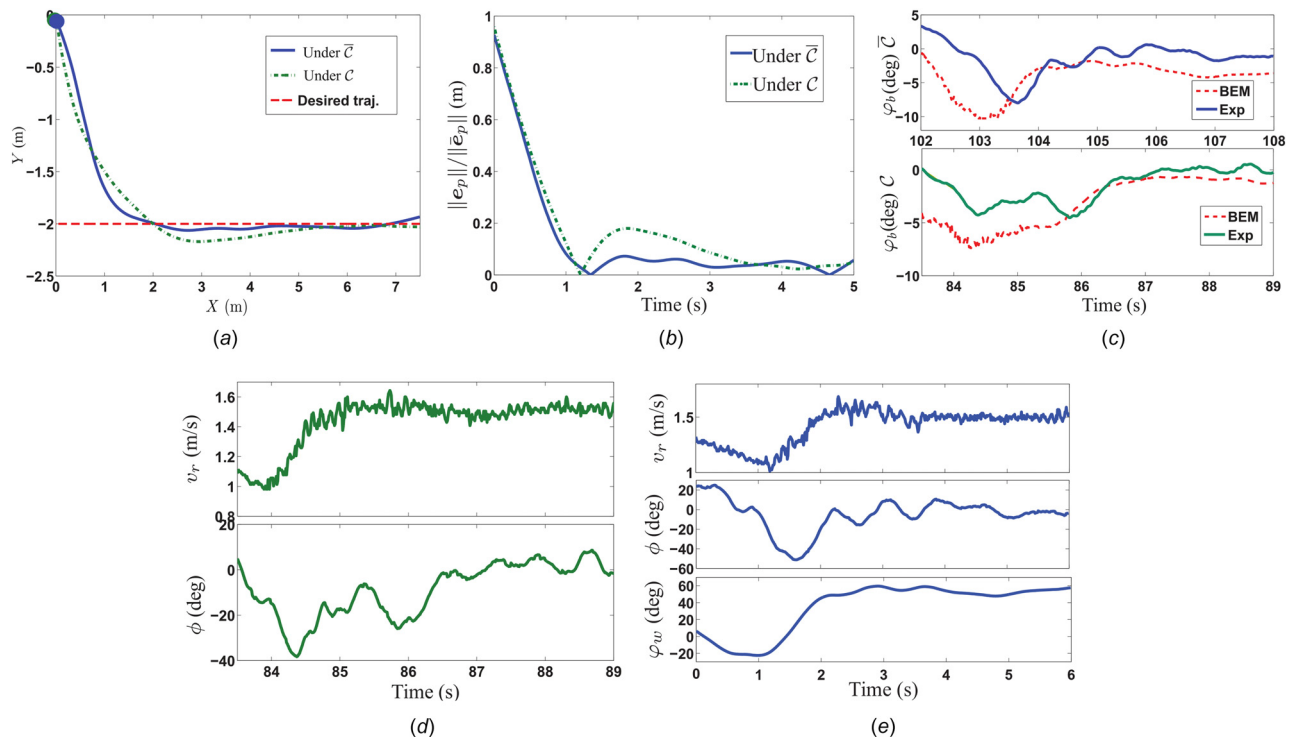 0
−0.5
−1
−1.5
−2
−2.5
Y (m)
0 1 2 3 4 5 6 7
X (m)
Under C̅
Under C
Desired traj.
(a)
1
0.8
0.6
0.4
0.2
0
||e_p||/||e̅_p|| (m)
0 1 2 3 4 5
Time (s)
Under C̅
Under C
(b)
5
0
−5
−10
φ_b(deg) C̅
102 103 104 105 106 107 108
BEM
Exp
5
0
−5
−10
φ_b(deg) C
84 85 86 87 88 89
Time (s)
BEM
Exp
(c)
1.6
1.4
1.2
1
0.8
v_r (m/s)
20
0
−20
−40
ϕ (deg)
84 85 86 87 88 89
Time (s)
(d)
1.5
1
v_r (m/s)
20
0
−20
−40
−60
ϕ (deg)
60
40
20
0
−20
φ_w (deg)
0 1 2 3 4 5 6
Time (s)
(e)